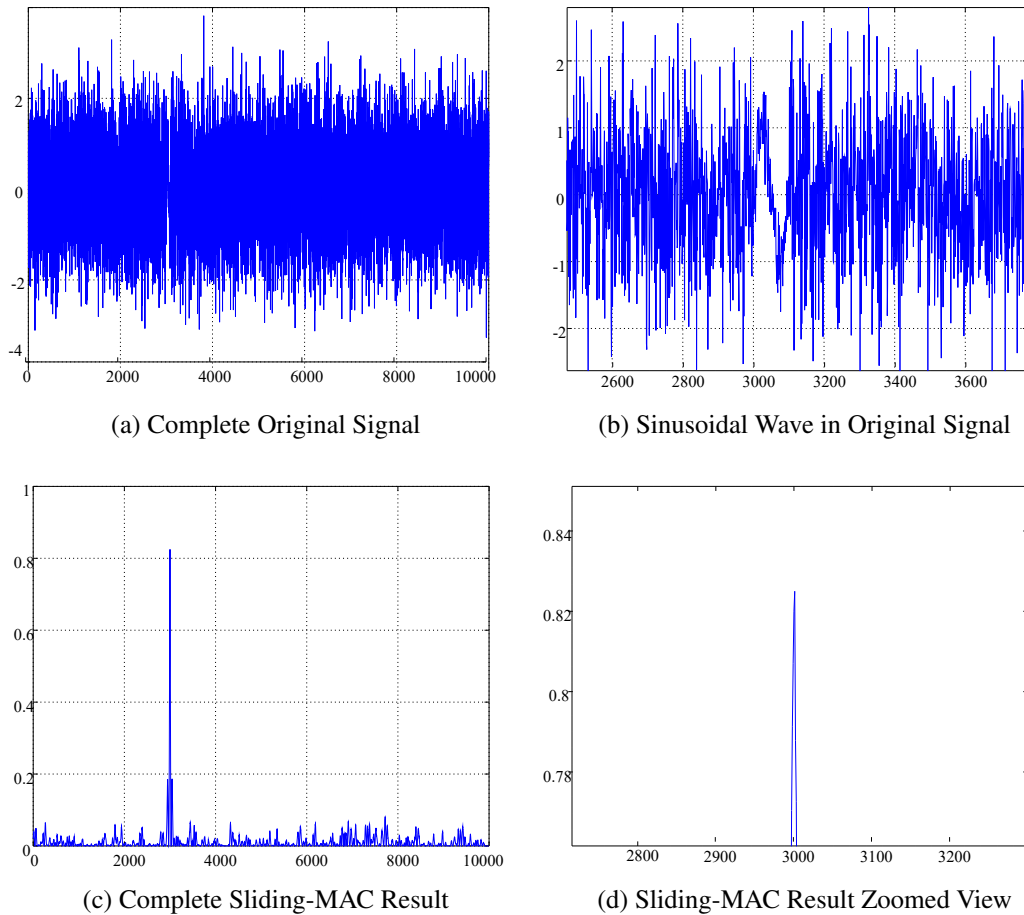 2
0
-2
-4
0 2000 4000 6000 8000 10000
(a) Complete Original Signal
2
1
0
-1
-2
2600 2800 3000 3200 3400 3600
(b) Sinusoidal Wave in Original Signal
1
0.8
0.6
0.4
0.2
0
0 2000 4000 6000 8000 10000
(c) Complete Sliding-MAC Result
0.84
0.82
0.8
0.78
2800 2900 3000 3100 3200
(d) Sliding-MAC Result Zoomed View